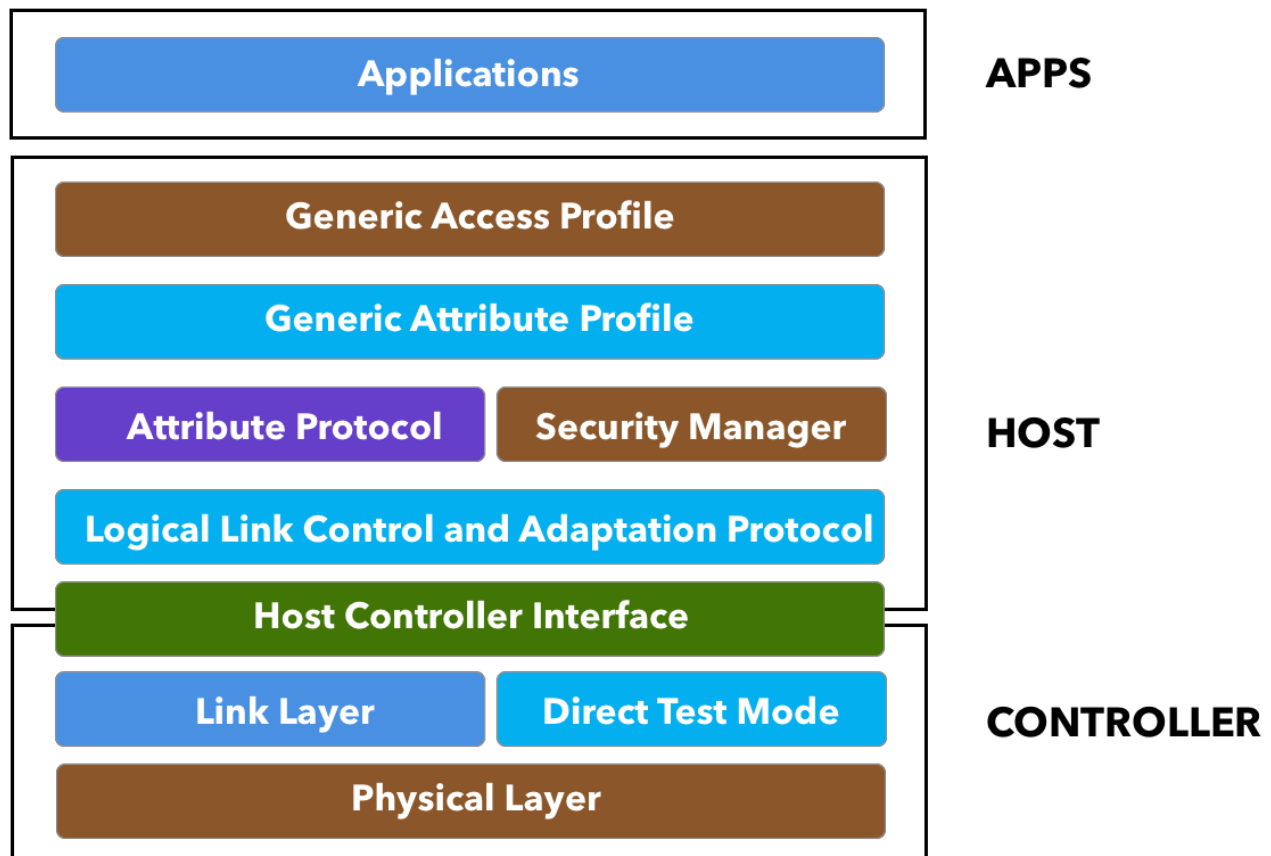 Applications
APPS
Generic Access Profile
Generic Attribute Profile
Attribute Protocol
Security Manager
HOST
Logical Link Control and Adaptation Protocol
Host Controller Interface
Link Layer
Direct Test Mode
CONTROLLER
Physical Layer